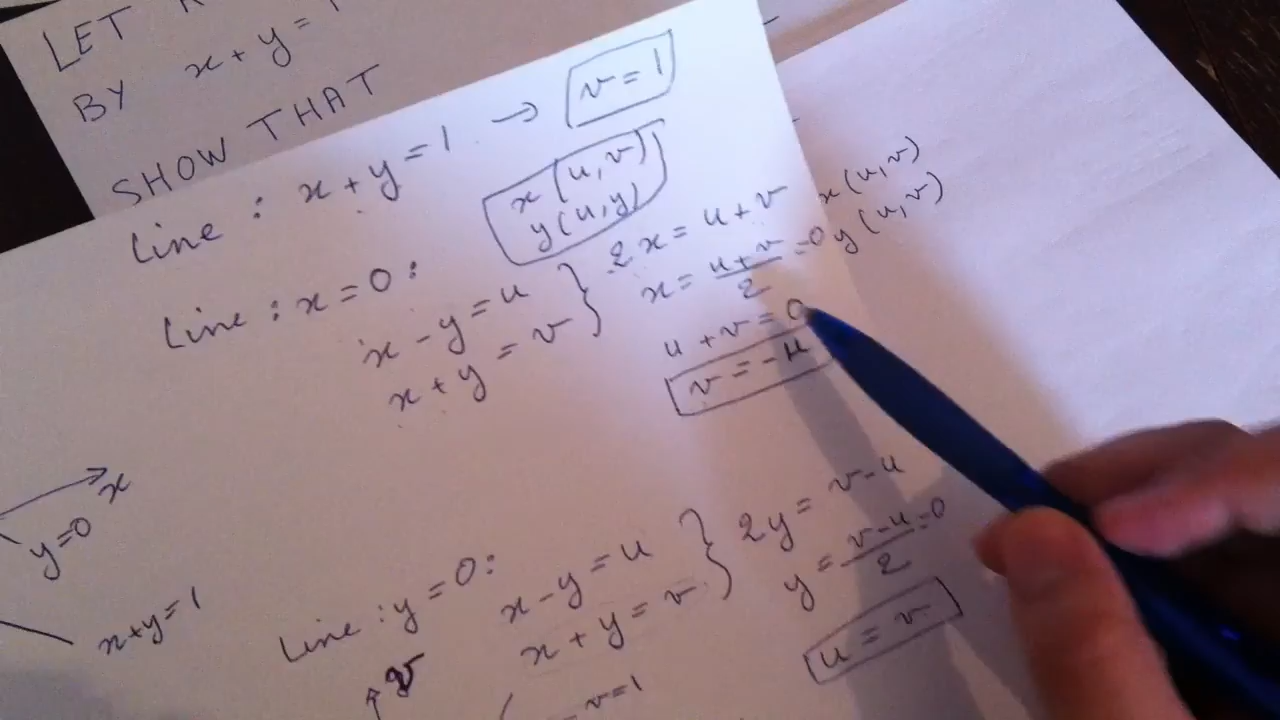 LET
BY x+y=1
SHOW THAT
Line: x+y=1 → v=1
x(u,v)
y(u,y)
x(u,v)
y(u,v)
Line: x=0:
x-y=u
x+y=v
2x=u+v
x=u+v/2=0
u+v=0
v=-u
x
y=0
x+y=1
Line: y=0:
x-y=u
x+y=v
2y=v-u
y=v-u/2=0
u=v
v
v=1